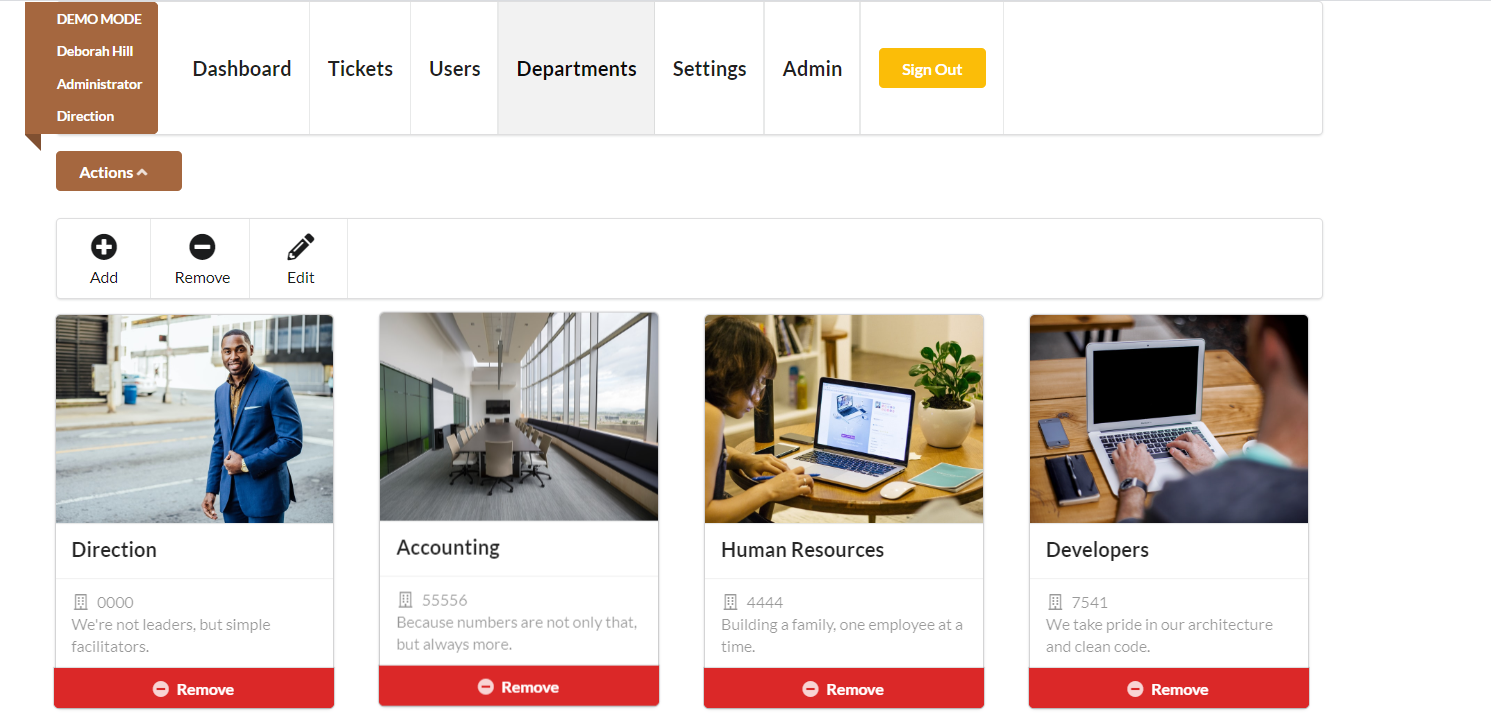 DEMO MODE
Deborah Hill
Administrator
Direction
Dashboard
Tickets
Users
Departments
Settings
Admin
Sign Out
Actions
Add
Remove
Edit
Direction
0000
We're not leaders, but simple
facilitators.
Remove
Accounting
55556
Because numbers are not only that,
but always more.
Remove
Human Resources
4444
Building a family, one employee at a
time.
Remove
Developers
7541
We take pride in our architecture
and clean code.
Remove